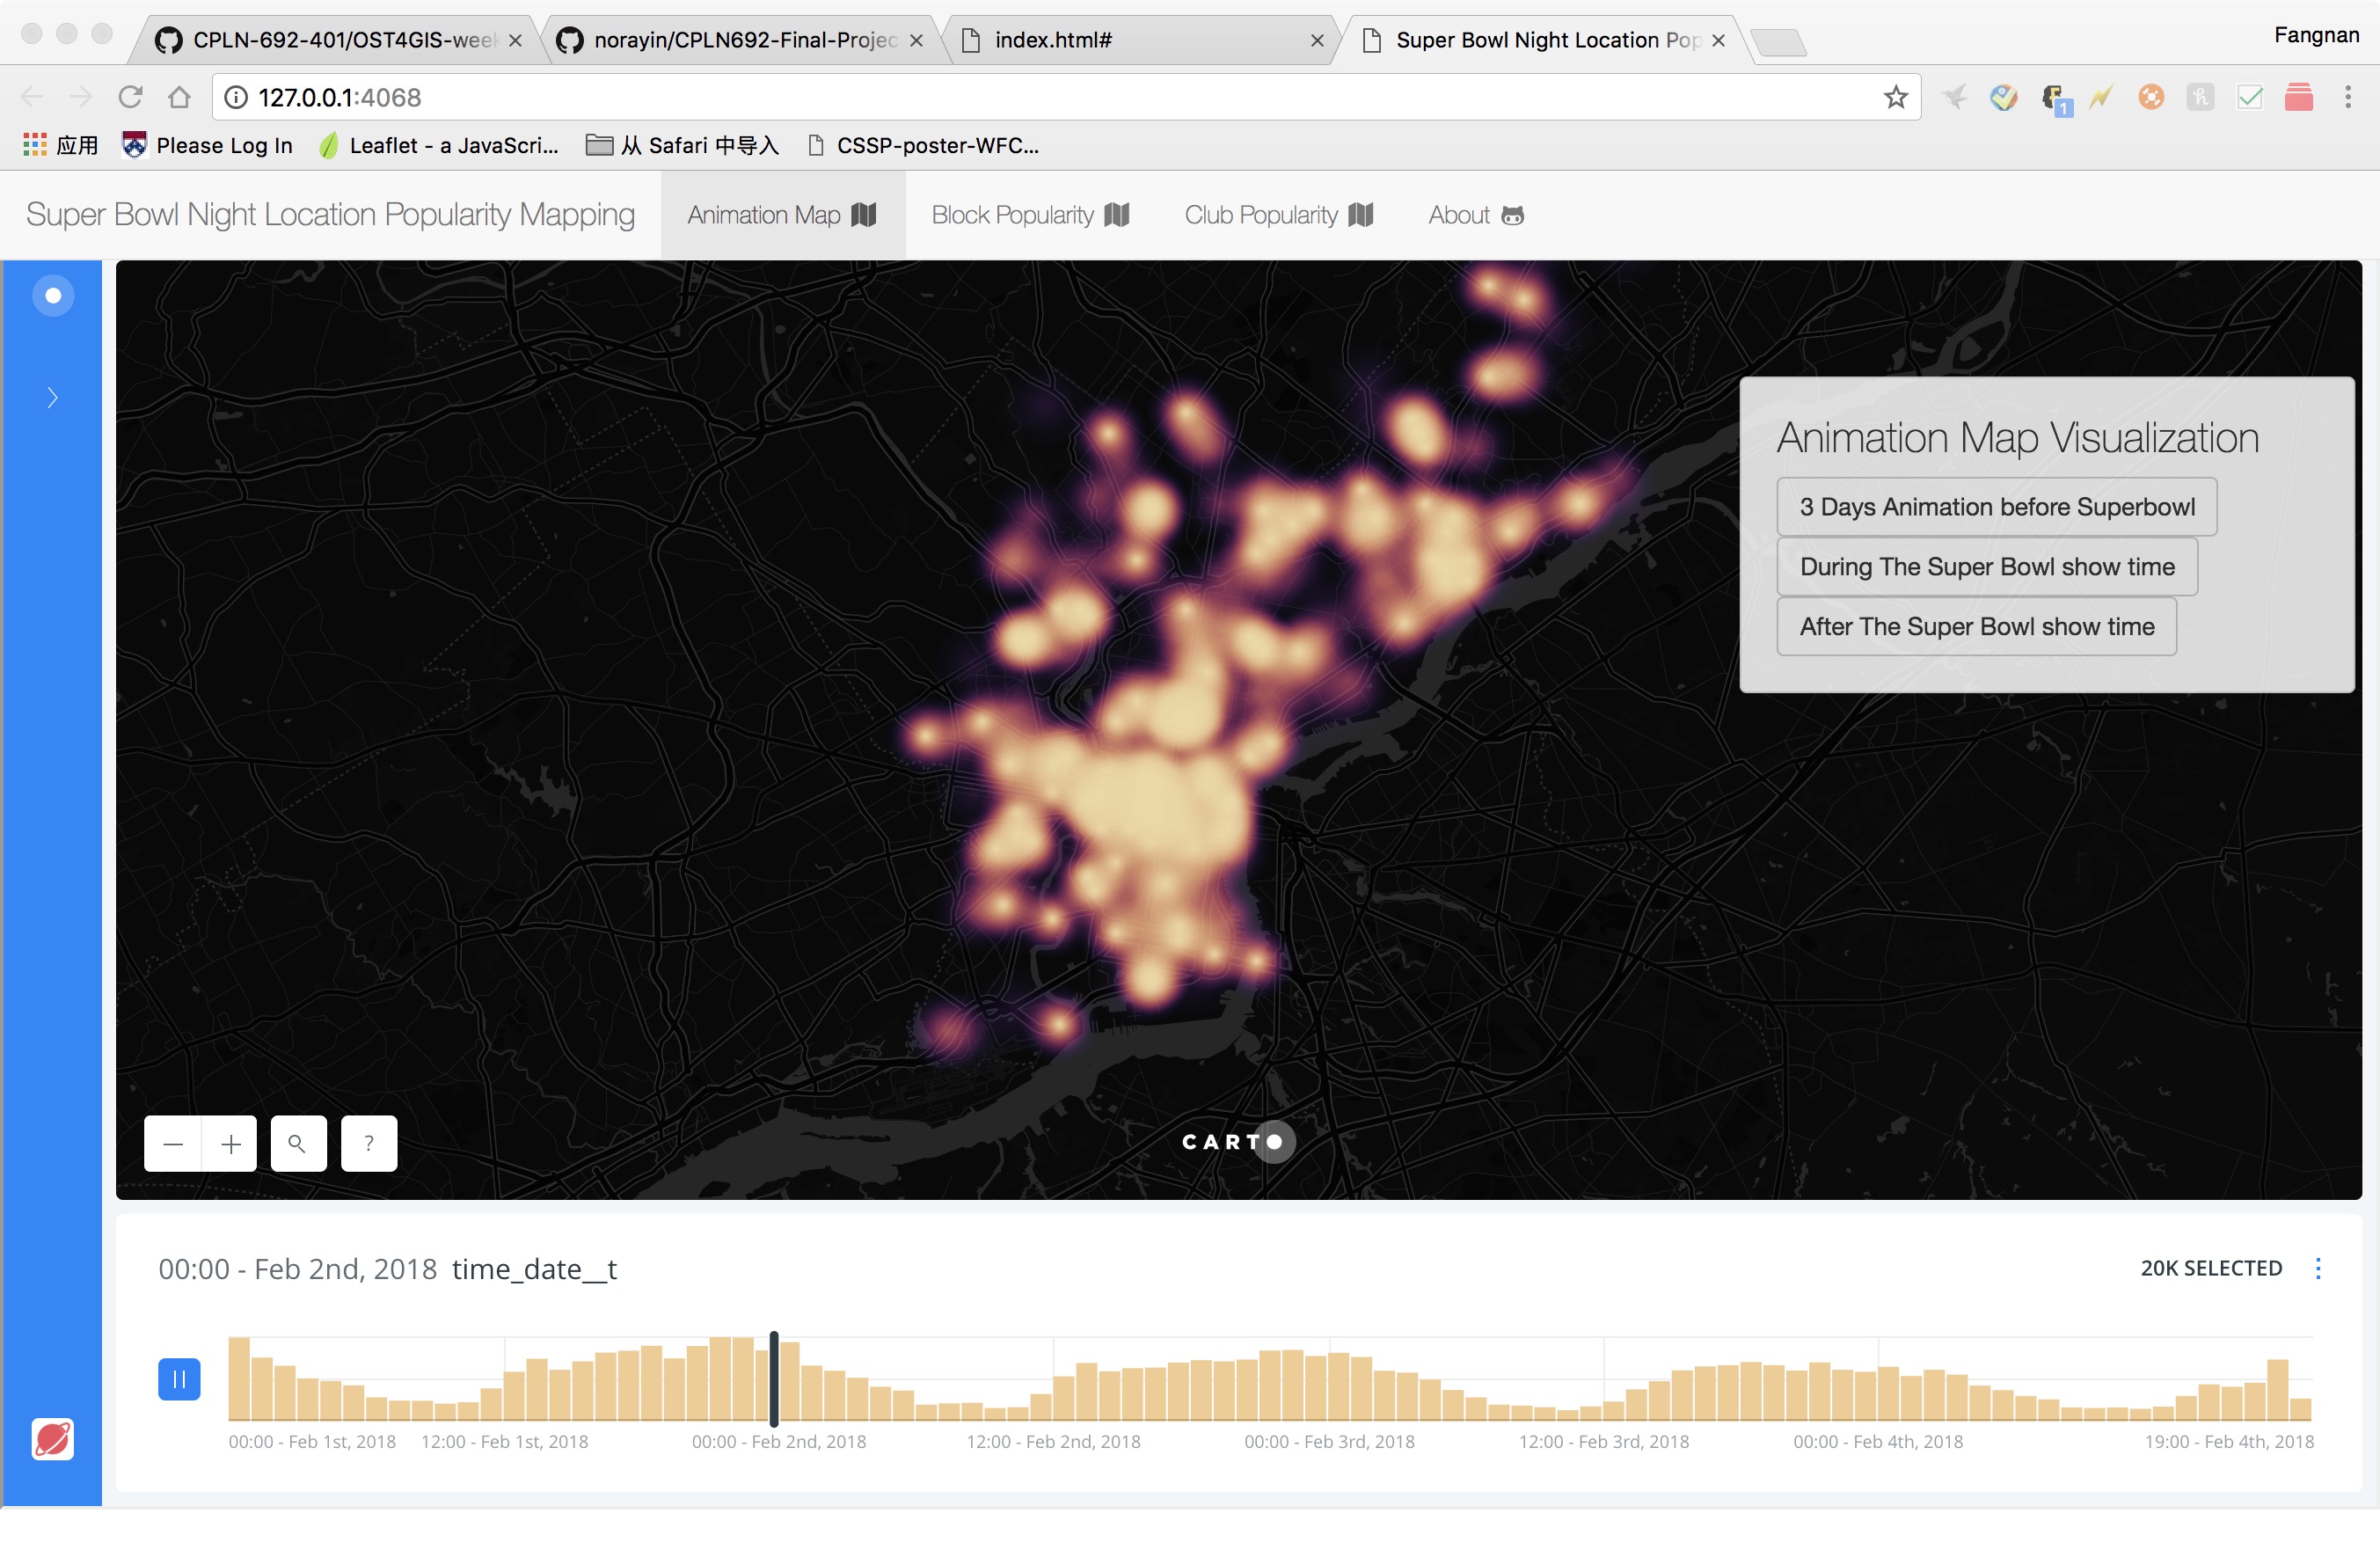 CPLN-692-401/OST4GIS-week
norayin/CPLN692-Final-Projec
index.html#
Super Bowl Night Location Pop
Fangnan
127.0.0.1:4068
1
应用
Please Log In
Leaflet - a JavaScri...
从 Safari 中导入
CSSP-poster-WFC...
Super Bowl Night Location Popularity Mapping
Animation Map
Block Popularity
Club Popularity
About
Animation Map Visualization
3 Days Animation before Superbowl
During The Super Bowl show time
After The Super Bowl show time
?
CARTO
00:00 - Feb 2nd, 2018 time_date__t
20K SELECTED
00:00 - Feb 1st, 2018
12:00 - Feb 1st, 2018
00:00 - Feb 2nd, 2018
12:00 - Feb 2nd, 2018
00:00 - Feb 3rd, 2018
12:00 - Feb 3rd, 2018
00:00 - Feb 4th, 2018
19:00 - Feb 4th, 2018